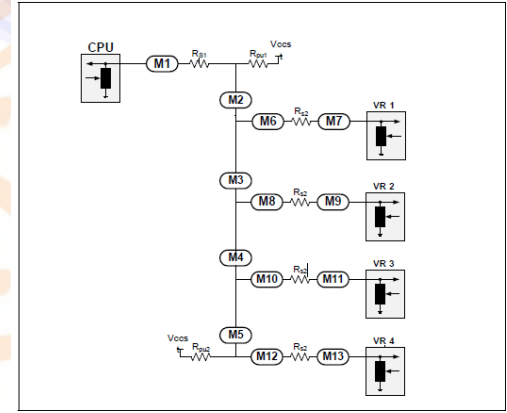 CPU
M1
RS1
Rpu1
Vccs
M2
M6
Rs2
M7
VR 1
M3
M8
Rs2
M9
VR 2
M4
M10
Rs2
M11
VR 3
M5
Vccs
Rpu2
M12
Rs2
M13
VR 4